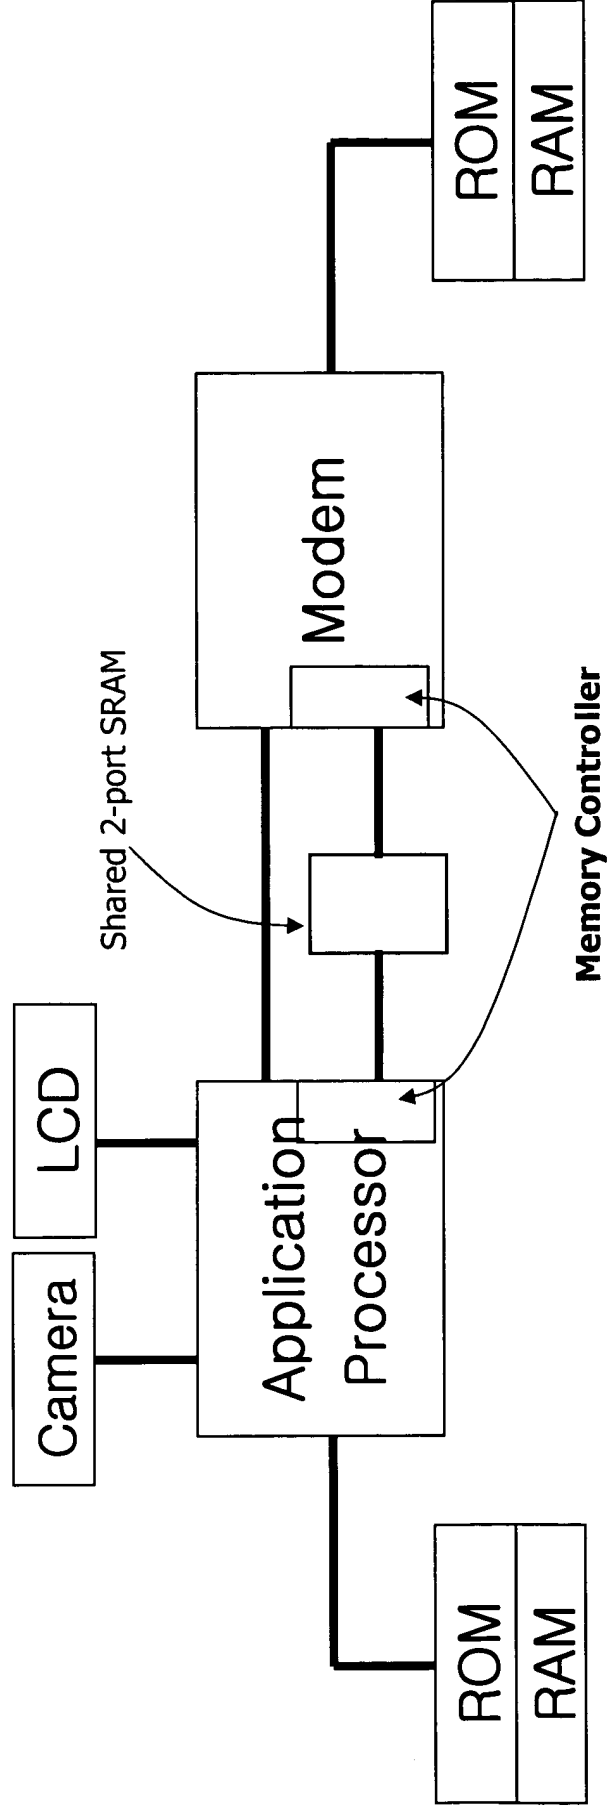 Camera
LCD
Shared 2-port SRAM
Application
Processor
Modem
ROM
RAM
ROM
RAM
Memory Controller